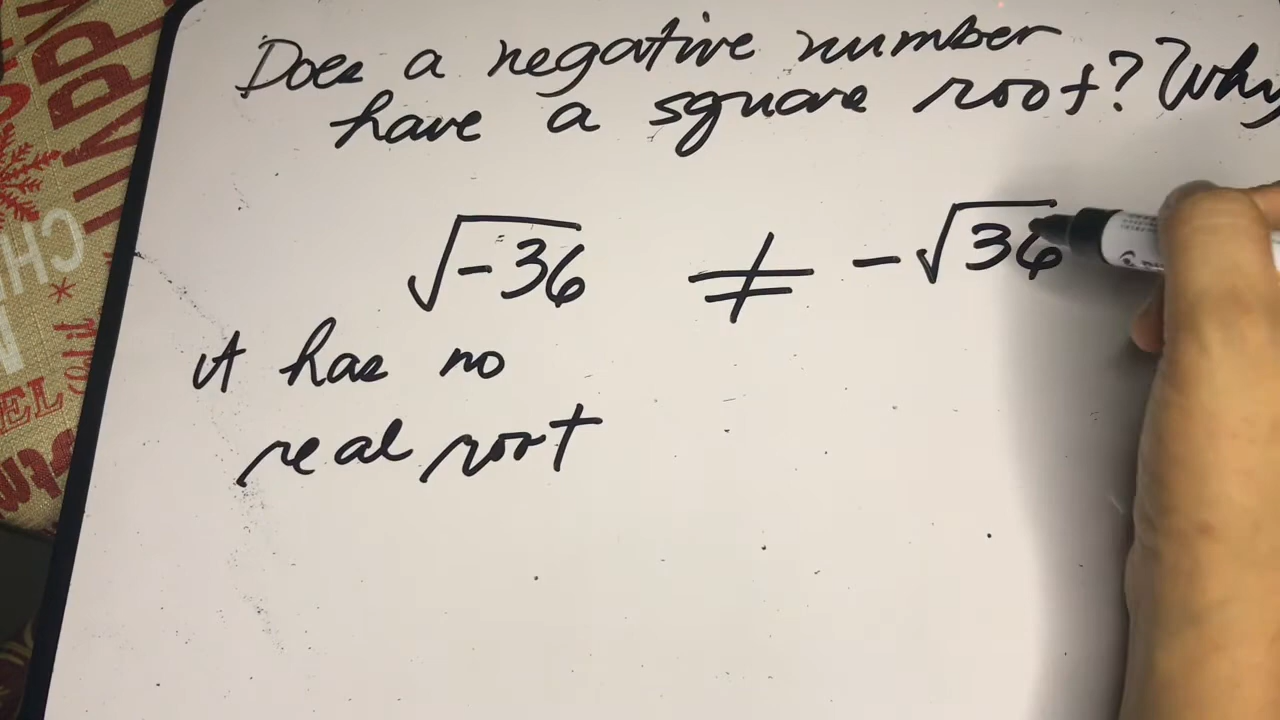 Does a negative number
have a square root? Why
√-36 ≠ -√36
It has no
real root